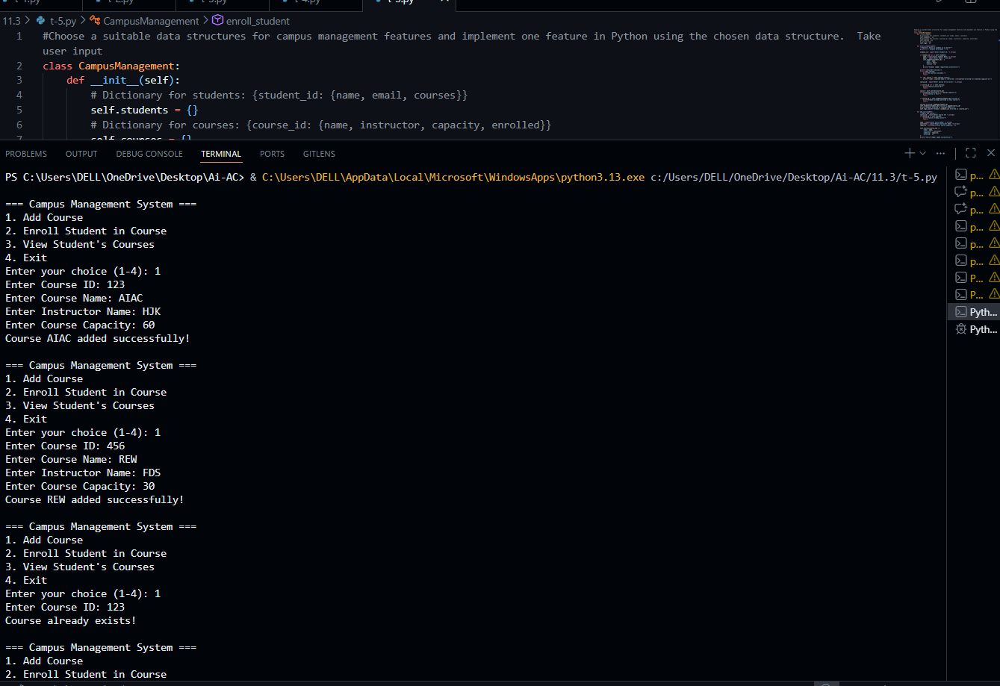 11.3 > t-5.py > CampusManagement > enroll_student
1 #Choose a suitable data structures for campus management features and implement one feature in Python using the chosen data structure.  Take
user input
2 class CampusManagement:
3 def __init__(self):
4 # Dictionary for students: {student_id: {name, email, courses}}
5 self.students = {}
6 # Dictionary for courses: {course_id: {name, instructor, capacity, enrolled}}
7 self.courses = {}
PROBLEMS OUTPUT DEBUG CONSOLE TERMINAL PORTS GITLENS
PS C:\Users\DELL\OneDrive\Desktop\Ai-AC> & C:\Users\DELL\AppData\Local\Microsoft\WindowsApps\python3.13.exe c:/Users/DELL/OneDrive/Desktop/Ai-AC/11.3/t-5.py
=== Campus Management System ===
1. Add Course
2. Enroll Student in Course
3. View Student's Courses
4. Exit
Enter your choice (1-4): 1
Enter Course ID: 123
Enter Course Name: AIAC
Enter Instructor Name: HJK
Enter Course Capacity: 60
Course AIAC added successfully!
=== Campus Management System ===
1. Add Course
2. Enroll Student in Course
3. View Student's Courses
4. Exit
Enter your choice (1-4): 1
Enter Course ID: 456
Enter Course Name: REW
Enter Instructor Name: FDS
Enter Course Capacity: 30
Course REW added successfully!
=== Campus Management System ===
1. Add Course
2. Enroll Student in Course
3. View Student's Courses
4. Exit
Enter your choice (1-4): 1
Enter Course ID: 123
Course already exists!
=== Campus Management System ===
1. Add Course
2. Enroll Student in Course
p...
p...
p...
p...
p...
p...
P...
P...
Pyth...
Pyth...